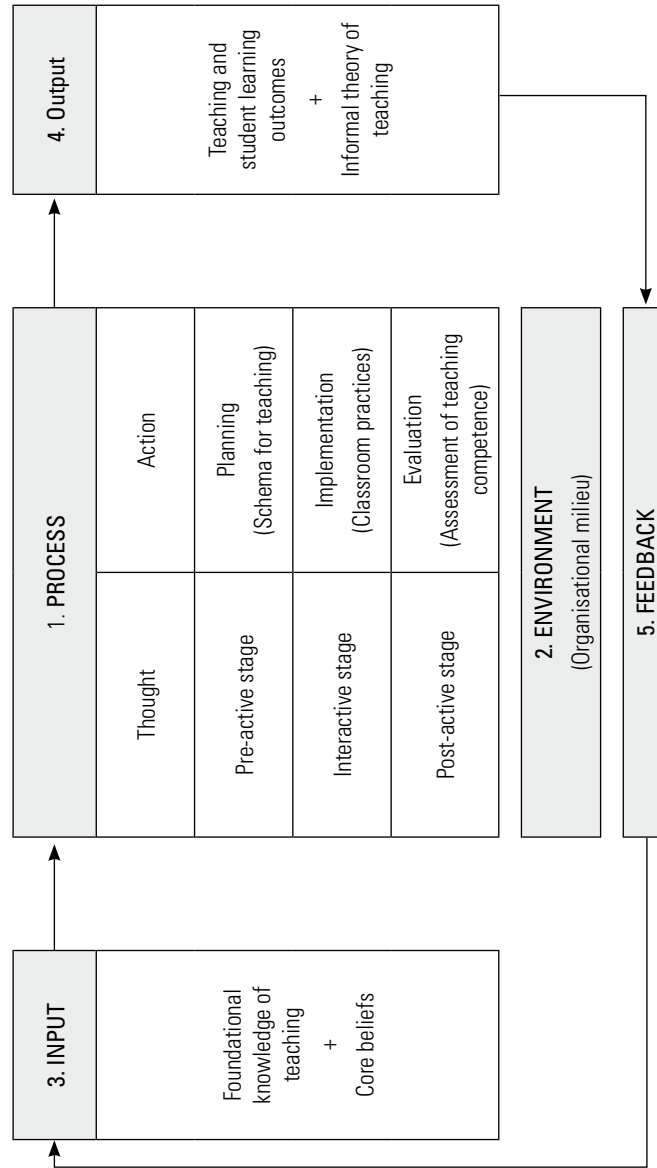 3. INPUT
Foundational
knowledge of
teaching
+
Core beliefs
1. PROCESS
Thought
Action
Pre-active stage
Planning
(Schema for teaching)
Interactive stage
Implementation
(Classroom practices)
Post-active stage
Evaluation
(Assessment of teaching
competence)
2. ENVIRONMENT
(Organisational milieu)
5. FEEDBACK
4. Output
Teaching and
student learning
outcomes
+
Informal theory of
teaching